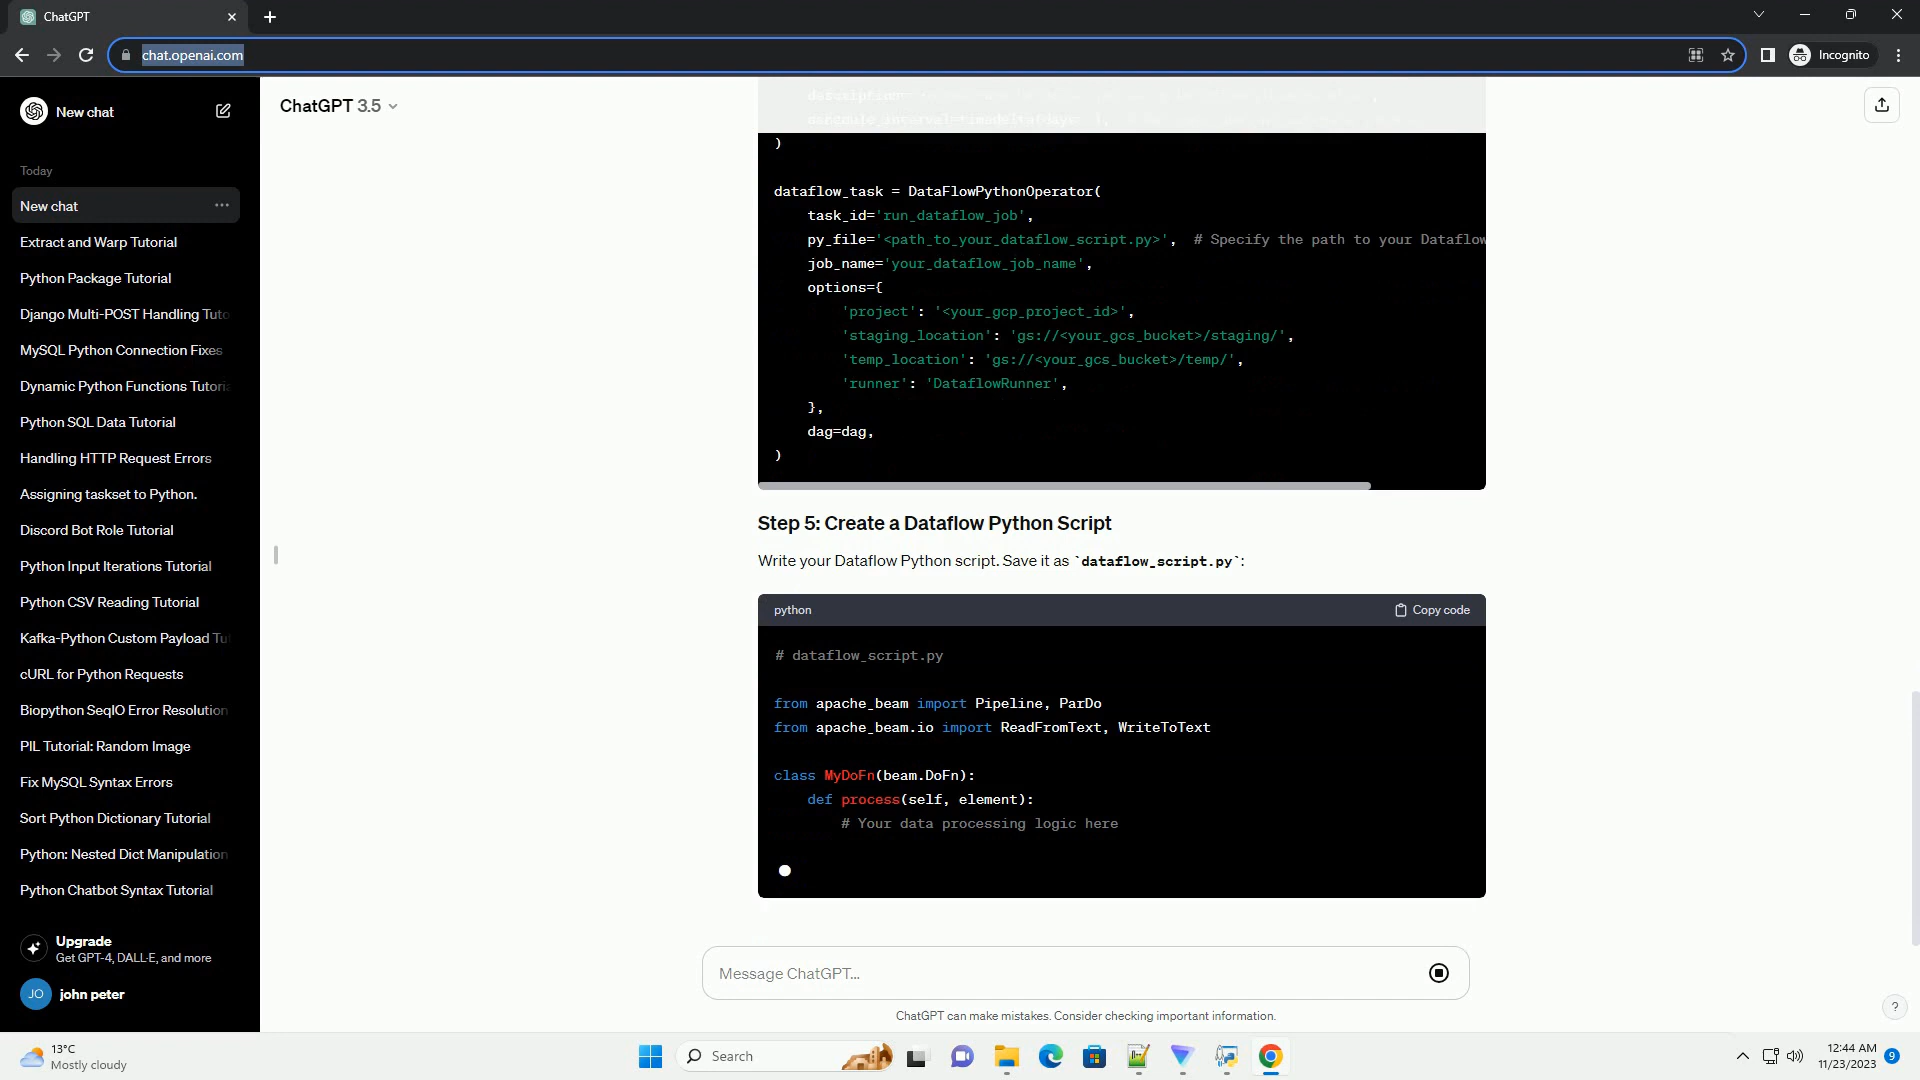 ChatGPT
chat.openai.com
Incognito
New chat
Today
New chat
Extract and Warp Tutorial
Python Package Tutorial
Django Multi-POST Handling Tuto
MySQL Python Connection Fixes
Dynamic Python Functions Tutori
Python SQL Data Tutorial
Handling HTTP Request Errors
Assigning taskset to Python.
Discord Bot Role Tutorial
Python Input Iterations Tutorial
Python CSV Reading Tutorial
Kafka-Python Custom Payload Tu
cURL for Python Requests
Biopython SeqIO Error Resolution
PIL Tutorial: Random Image
Fix MySQL Syntax Errors
Sort Python Dictionary Tutorial
Python: Nested Dict Manipulation
Python Chatbot Syntax Tutorial
Upgrade
Get GPT-4, DALL·E, and more
JO john peter
ChatGPT 3.5
)
dataflow_task = DataFlowPythonOperator(
task_id='run_dataflow_job',
py_file='<path_to_your_dataflow_script.py>', # Specify the path to your Dataflow
job_name='your_dataflow_job_name',
options={
'project': '<your_gcp_project_id>',
'staging_location': 'gs://<your_gcs_bucket>/staging/',
'temp_location': 'gs://<your_gcs_bucket>/temp/',
'runner': 'DataflowRunner',
},
dag=dag,
)
Step 5: Create a Dataflow Python Script
Write your Dataflow Python script. Save it as `dataflow_script.py`:
python Copy code
# dataflow_script.py
from apache_beam import Pipeline, ParDo
from apache_beam.io import ReadFromText, WriteToText
class MyDoFn(beam.DoFn):
def process(self, element):
# Your data processing logic here
Message ChatGPT...
ChatGPT can make mistakes. Consider checking important information.
?
13°C
Mostly cloudy
Search
12:44 AM
11/23/2023
9